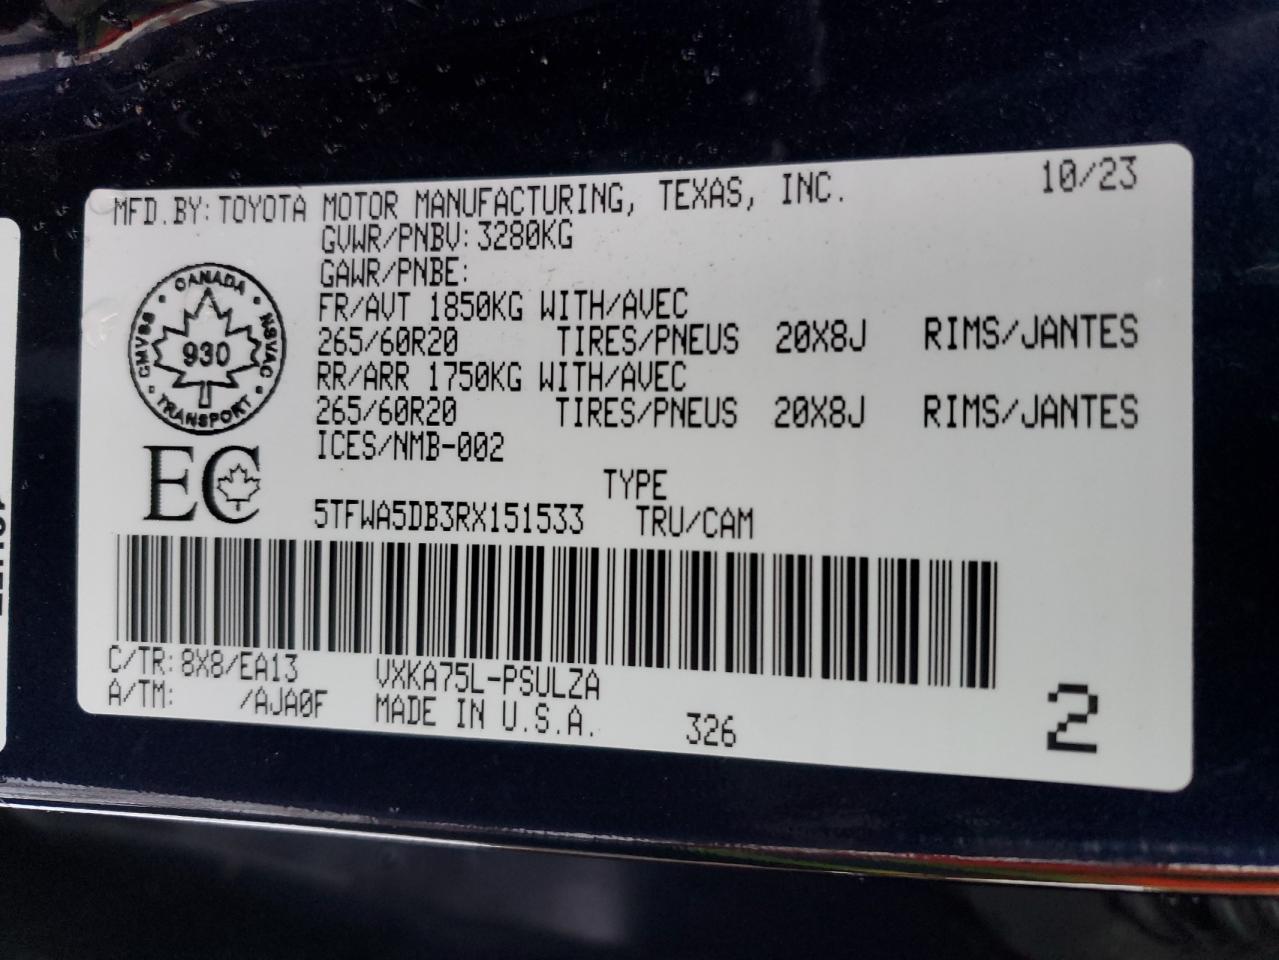 MFD.BY: TOYOTA MOTOR MANUFACTURING, TEXAS, INC. 10/23
GVWR/PNBV: 3280KG
GAWR/PNBE:
FR/AVT 1850KG WITH/AVEC
265/60R20 TIRES/PNEUS 20X8J RIMS/JANTES
RR/ARR 1750KG WITH/AVEC
265/60R20 TIRES/PNEUS 20X8J RIMS/JANTES
ICES/NMB-002
CANADA
CMVSS 930 NSVAC
TRANSPORT
EC
TYPE
5TFWA5DB3RX151533 TRU/CAM
C/TR: 8X8/EA13 VXKA75L-PSULZA
A/TM: /AJA0F MADE IN U.S.A. 326
2